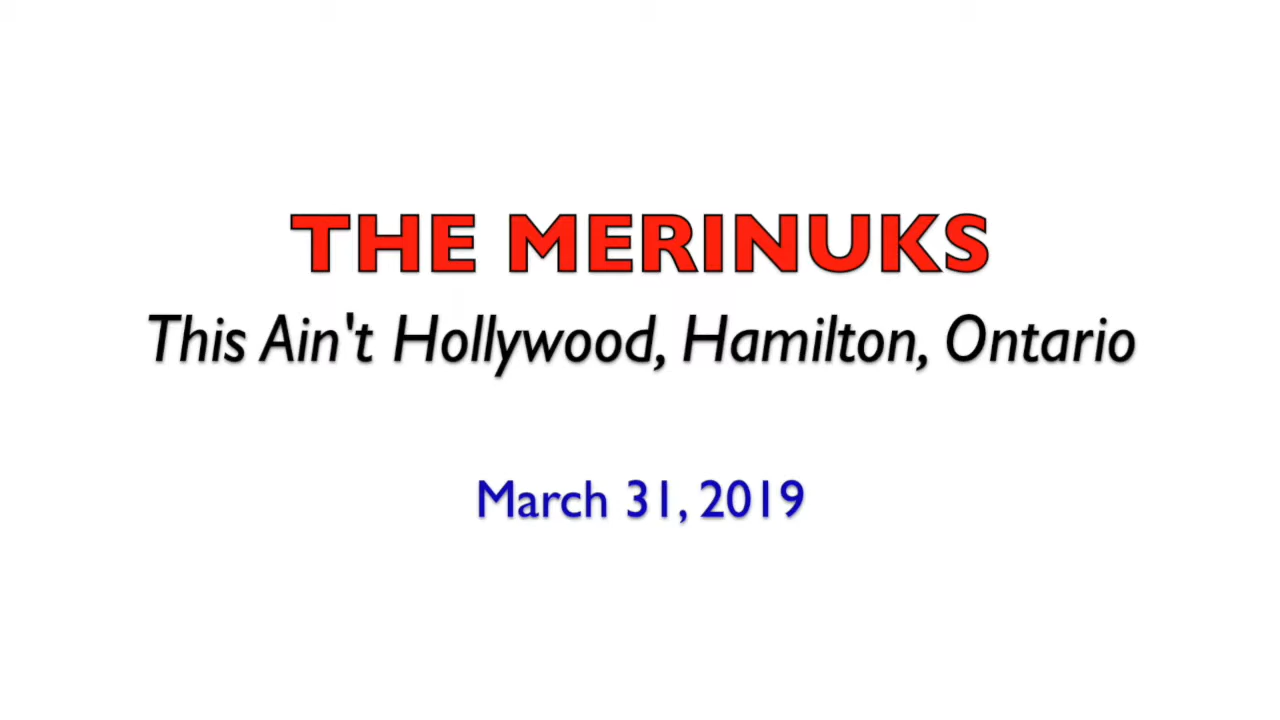 THE MERINUKS
This Ain't Hollywood, Hamilton, Ontario
March 31, 2019